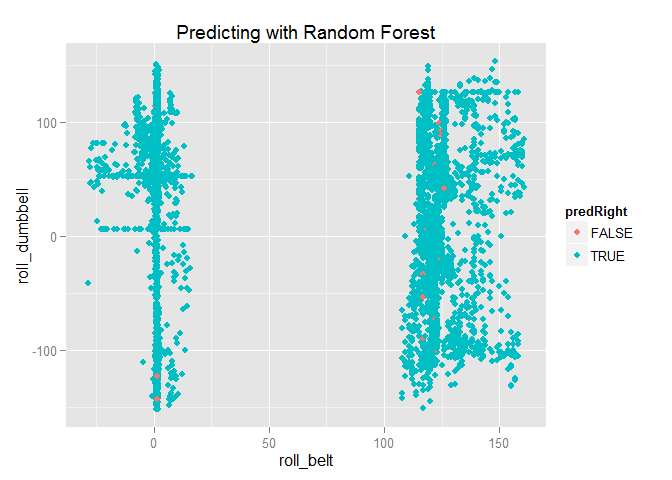 Predicting with Random Forest
roll_dumbbell
100
0
-100
0
50
100
150
roll_belt
predRight
FALSE
TRUE